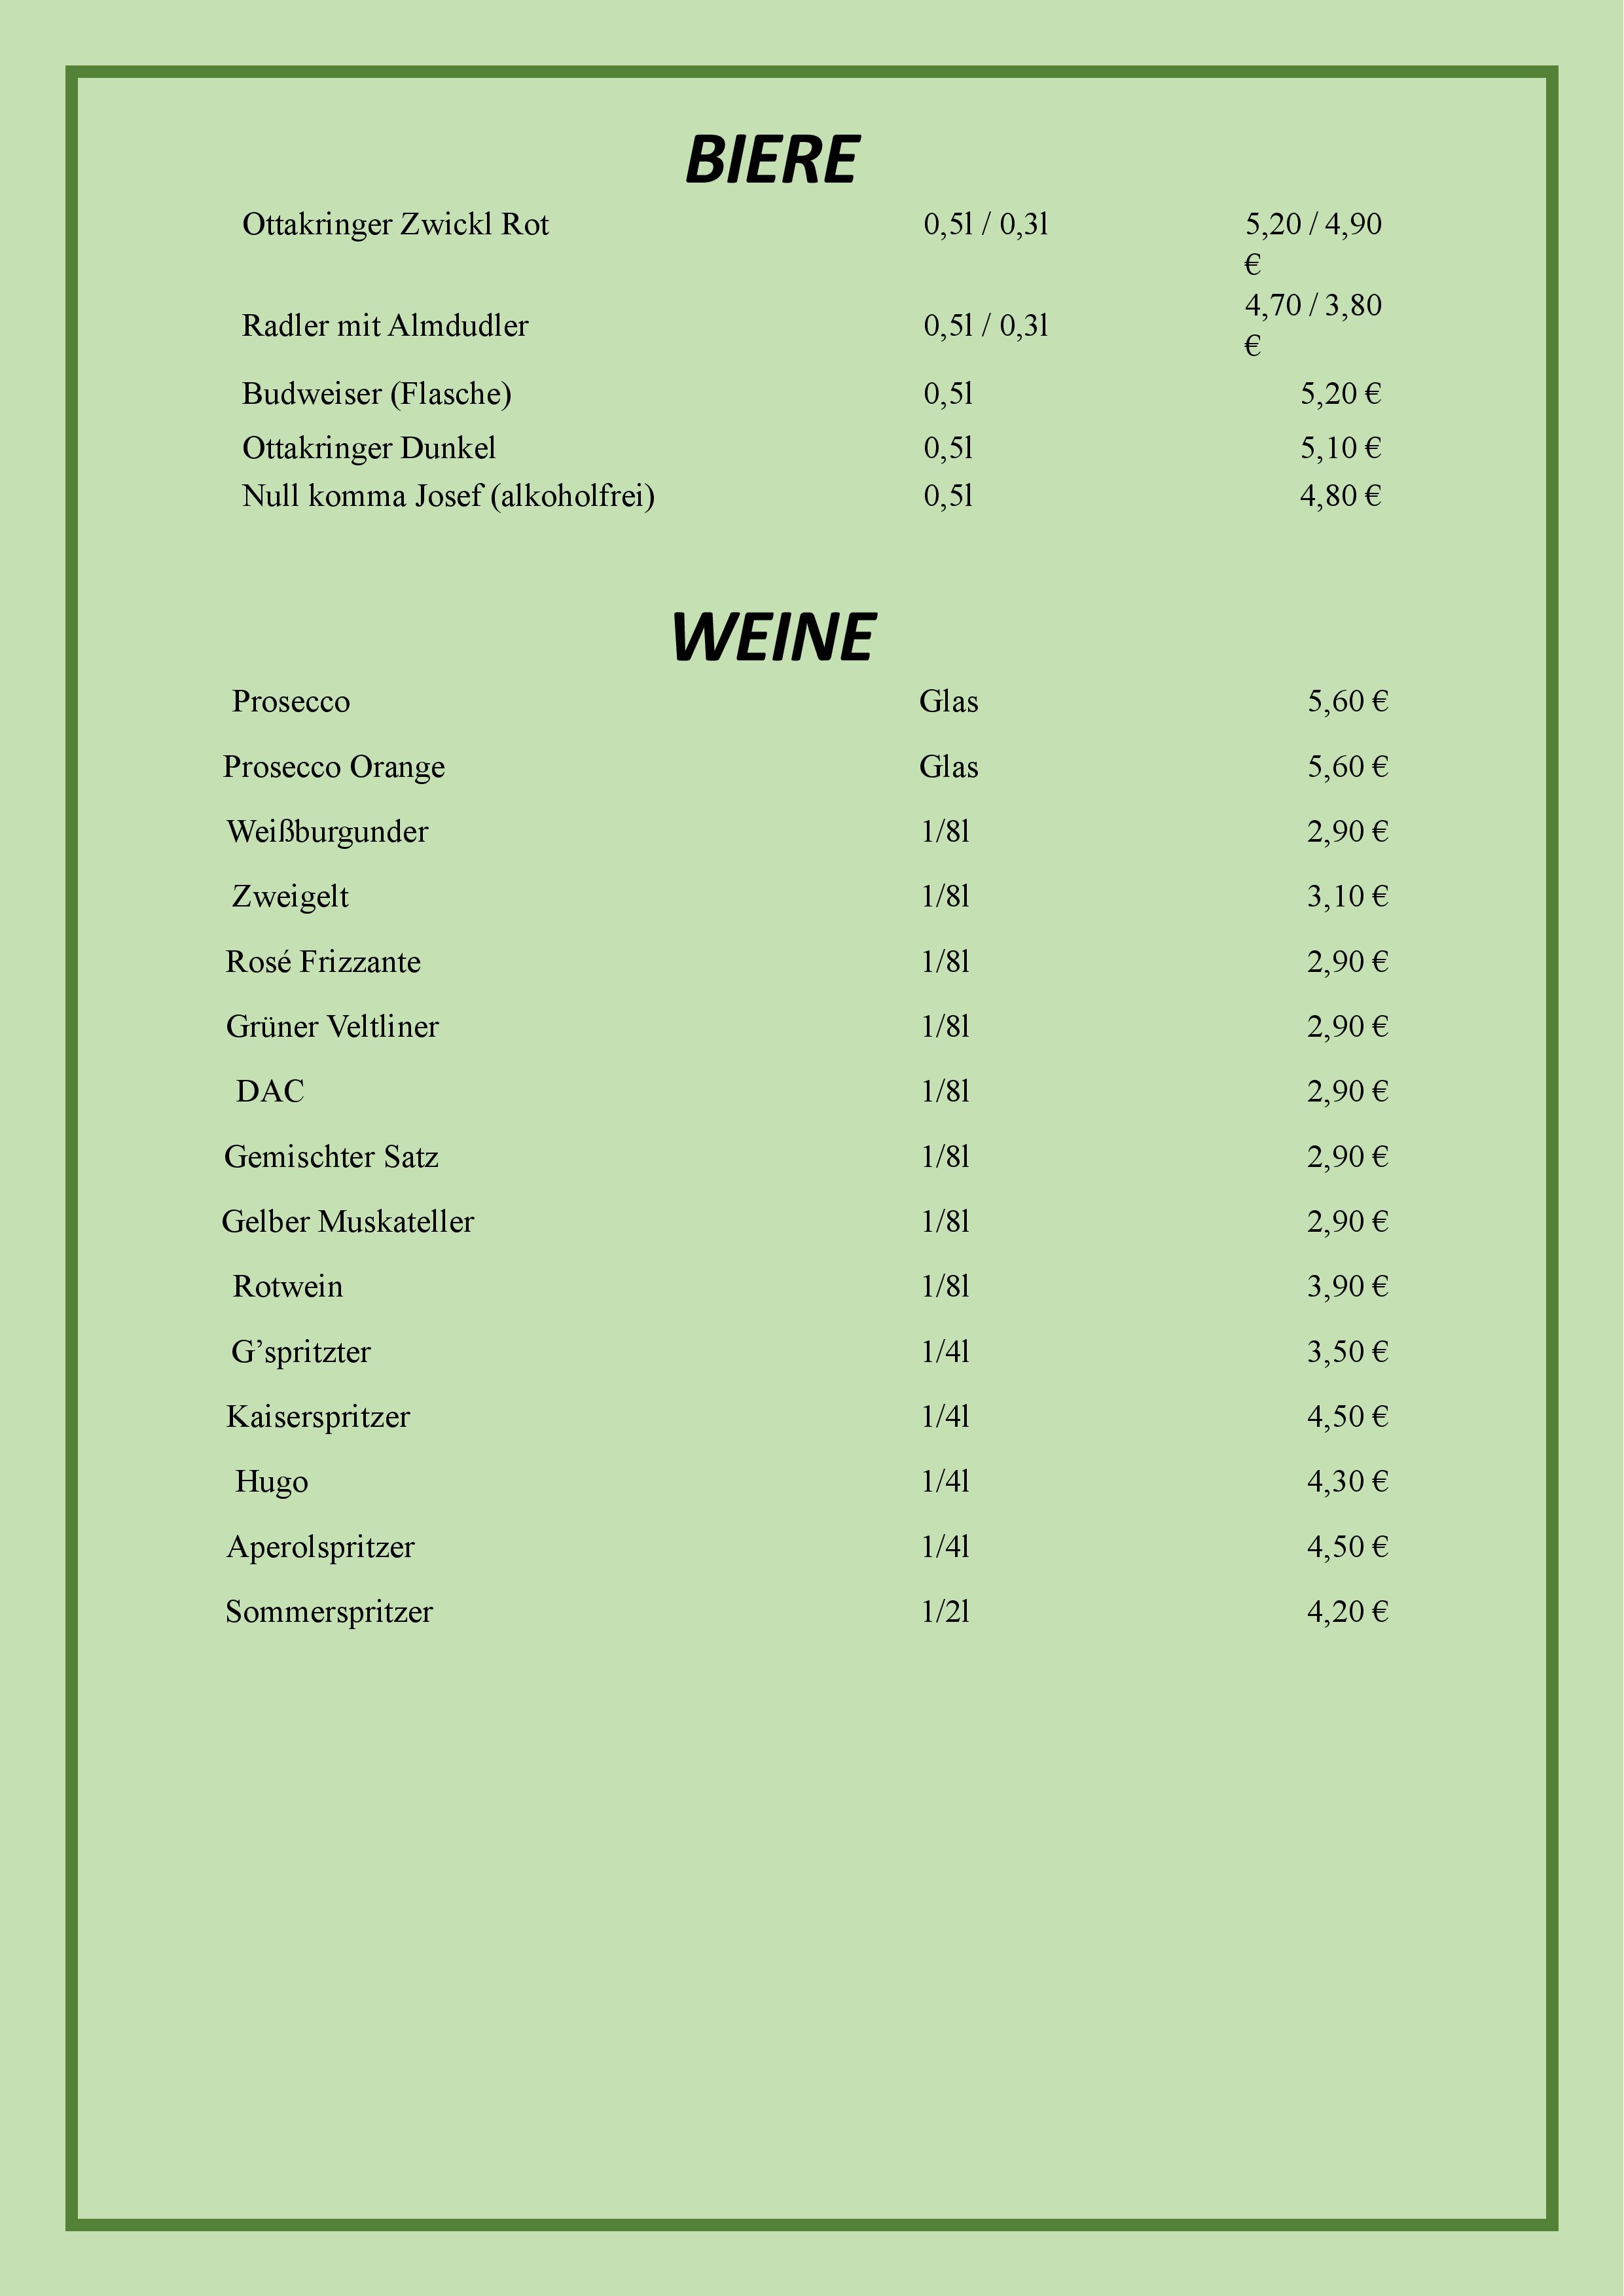 BIERE
Ottakringer Zwickl Rot 0,5l / 0,3l 5,20 / 4,90
€
Radler mit Almdudler 0,5l / 0,3l 4,70 / 3,80
€
Budweiser (Flasche) 0,5l 5,20 €
Ottakringer Dunkel 0,5l 5,10 €
Null komma Josef (alkoholfrei) 0,5l 4,80 €
WEINE
Prosecco Glas 5,60 €
Prosecco Orange Glas 5,60 €
Weißburgunder 1/8l 2,90 €
Zweigelt 1/8l 3,10 €
Rosé Frizzante 1/8l 2,90 €
Grüner Veltliner 1/8l 2,90 €
DAC 1/8l 2,90 €
Gemischter Satz 1/8l 2,90 €
Gelber Muskateller 1/8l 2,90 €
Rotwein 1/8l 3,90 €
G’spritzter 1/4l 3,50 €
Kaiserspritzer 1/4l 4,50 €
Hugo 1/4l 4,30 €
Aperolspritzer 1/4l 4,50 €
Sommerspritzer 1/2l 4,20 €